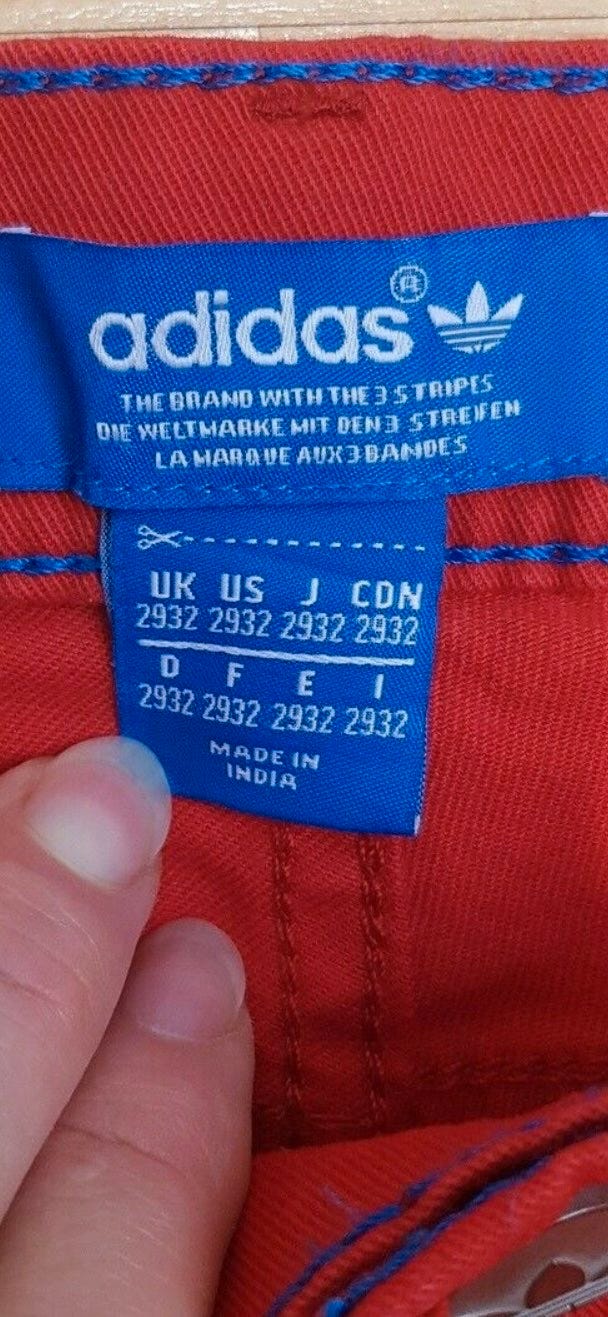 adidas®
THE BRAND WITH THE 3 STRIPES
DIE WELTMARKE MIT DEN 3 STREIFEN
LA MARQUE AUX 3 BANDES
UK US J CDN
2932 2932 2932 2932
D F E I
2932 2932 2932 2932
MADE IN
INDIA